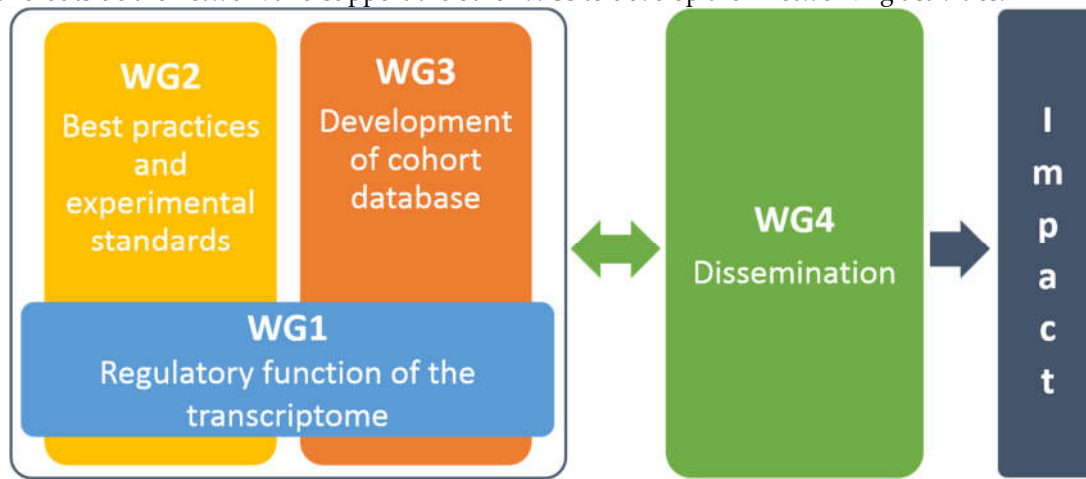 WG2
Best practices
and
experimental
standards
WG3
Development
of cohort
database
WG1
Regulatory function of the
transcriptome
WG4
Dissemination
I
m
p
a
c
t